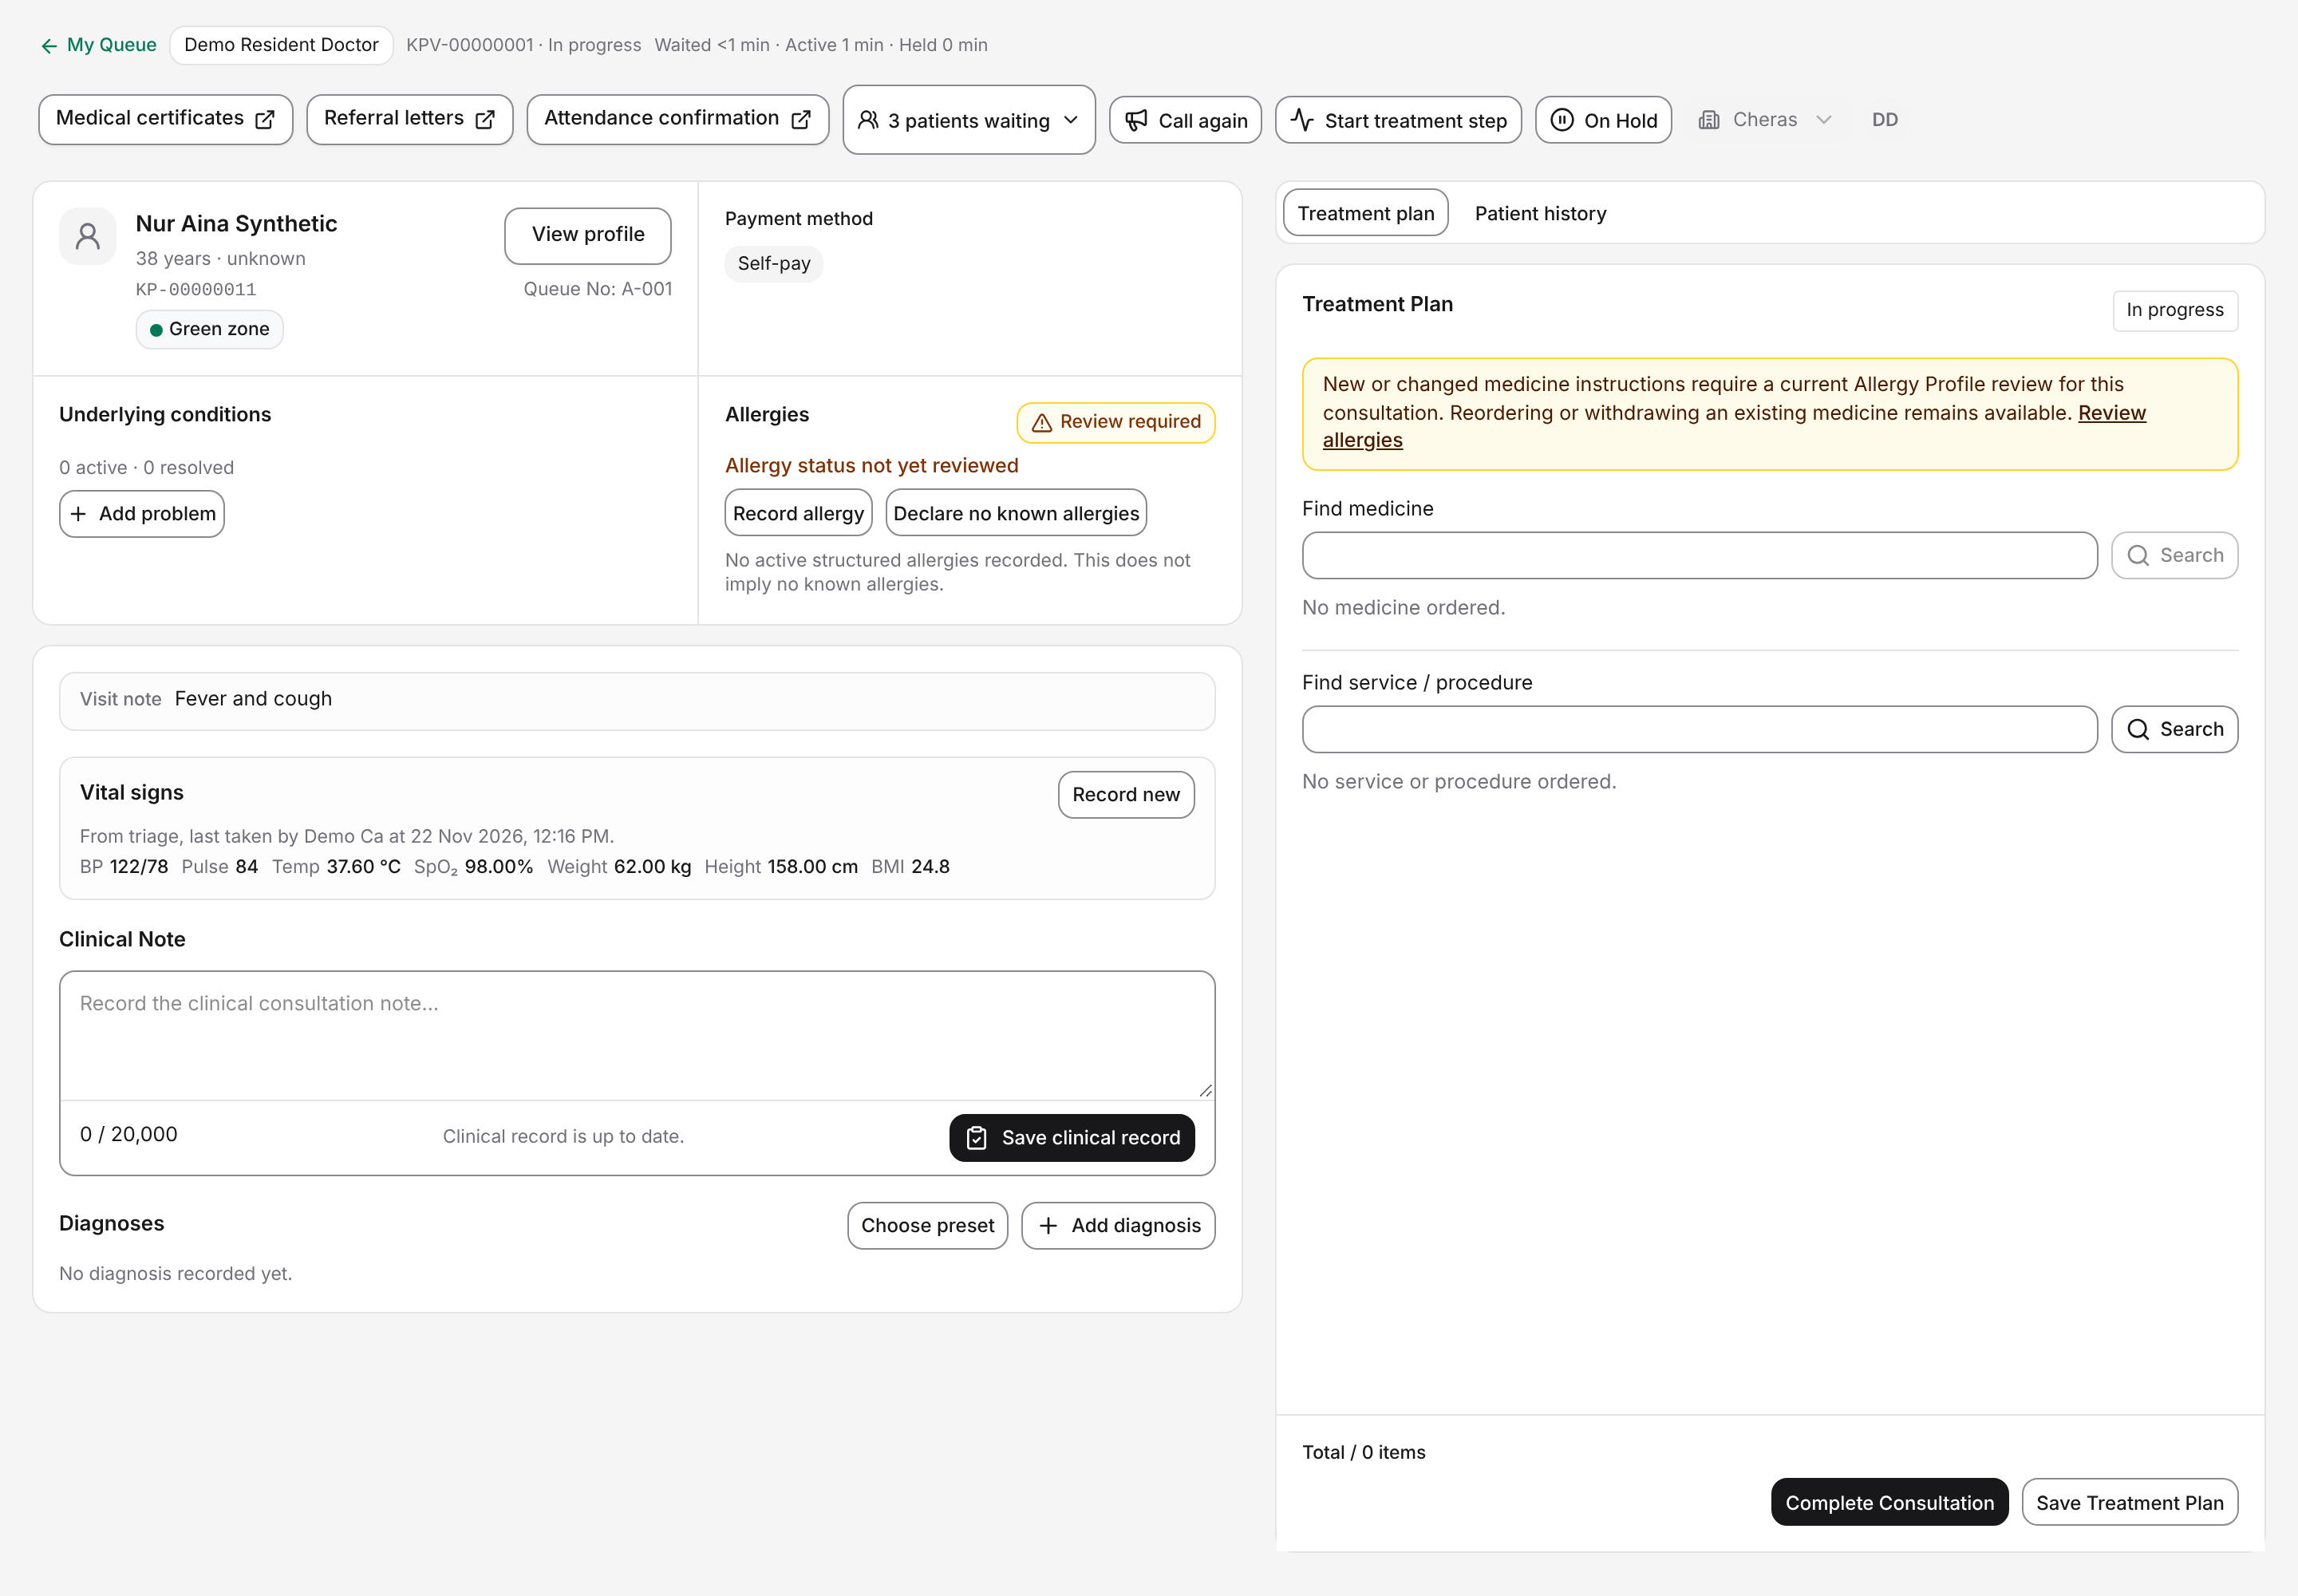 My Queue
Demo Resident Doctor
KPV-00000001 · In progress
Waited <1 min · Active 1 min · Held 0 min
Medical certificates
Referral letters
Attendance confirmation
3 patients waiting
Call again
Start treatment step
On Hold
Cheras
DD
Nur Aina Synthetic
38 years · unknown
KP-00000011
Green zone
View profile
Queue No: A-001
Payment method
Self-pay
Underlying conditions
0 active · 0 resolved
Add problem
Allergies
Review required
Allergy status not yet reviewed
Record allergy
Declare no known allergies
No active structured allergies recorded. This does not
imply no known allergies.
Visit note Fever and cough
Vital signs
Record new
From triage, last taken by Demo Ca at 22 Nov 2026, 12:16 PM.
BP 122/78 Pulse 84 Temp 37.60 °C SpO₂ 98.00% Weight 62.00 kg Height 158.00 cm BMI 24.8
Clinical Note
Record the clinical consultation note...
0 / 20,000
Clinical record is up to date.
Save clinical record
Diagnoses
Choose preset
Add diagnosis
No diagnosis recorded yet.
Treatment plan
Patient history
Treatment Plan
In progress
New or changed medicine instructions require a current Allergy Profile review for this
consultation. Reordering or withdrawing an existing medicine remains available. Review
allergies
Find medicine
Search
No medicine ordered.
Find service / procedure
Search
No service or procedure ordered.
Total / 0 items
Complete Consultation
Save Treatment Plan